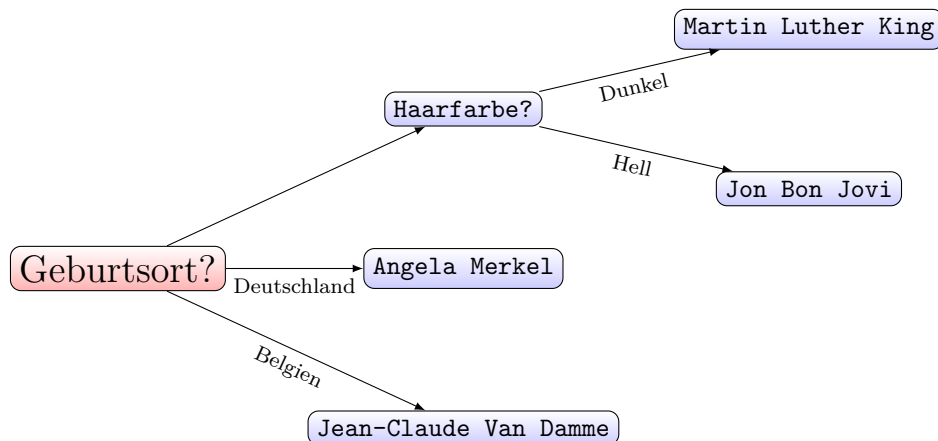 Martin Luther King
Dunkel
Haarfarbe?
Hell
Jon Bon Jovi
Geburtsort?
Angela Merkel
Deutschland
Belgien
Jean-Claude Van Damme